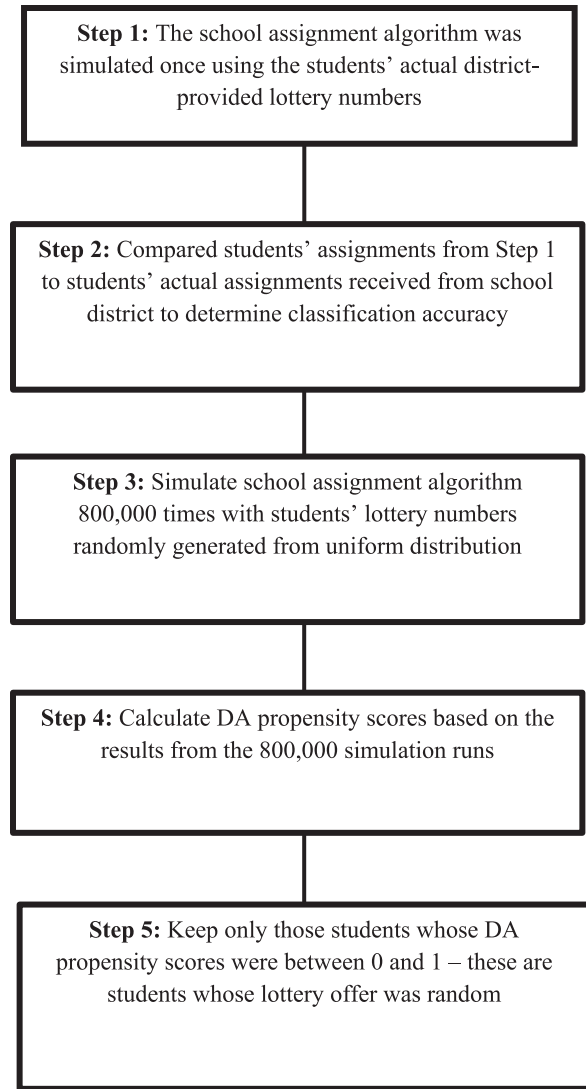 Step 1: The school assignment algorithm was
simulated once using the students’ actual district-
provided lottery numbers
Step 2: Compared students’ assignments from Step 1
to students’ actual assignments received from school
district to determine classification accuracy
Step 3: Simulate school assignment algorithm
800,000 times with students’ lottery numbers
randomly generated from uniform distribution
Step 4: Calculate DA propensity scores based on the
results from the 800,000 simulation runs
Step 5: Keep only those students whose DA
propensity scores were between 0 and 1 – these are
students whose lottery offer was random